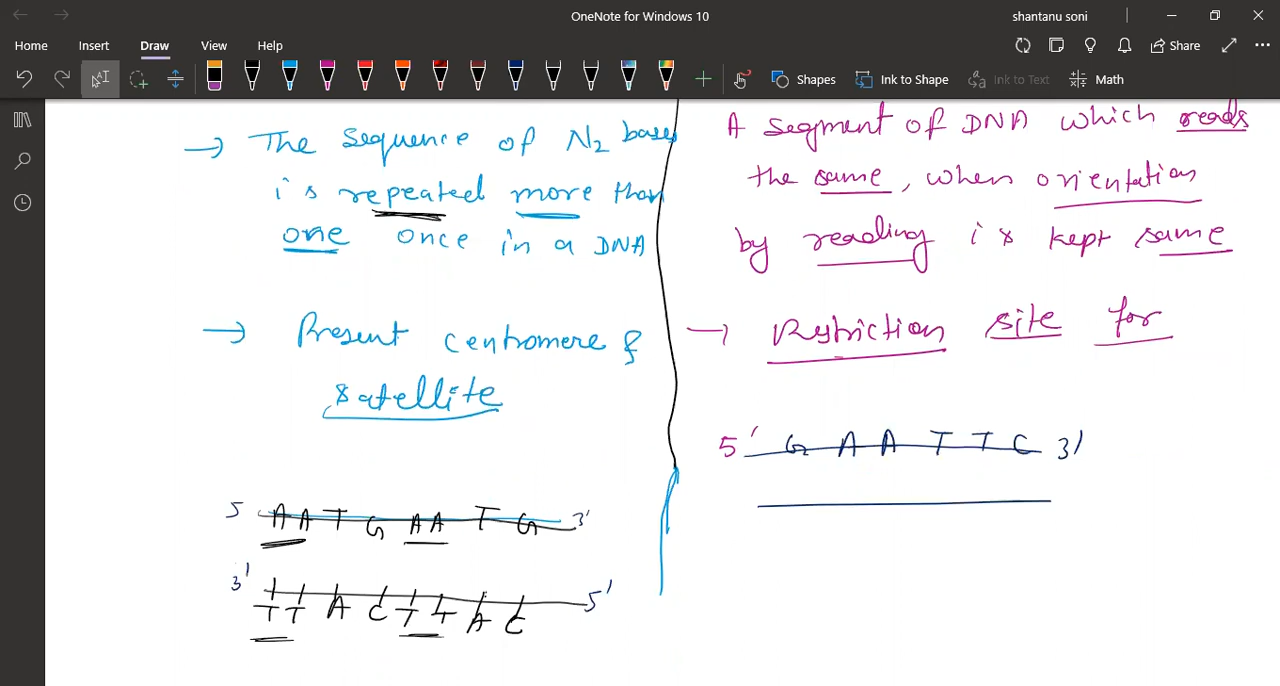 OneNote for Windows 10
shantanu soni
Home Insert Draw View Help
Share
Shapes Ink to Shape Ink to Text Math
→ The sequence of N2 bases
is repeated more than
one once in a DNA
→ Present centromere &
satellite
5 A A T G A A T G 3'
3' T T A C T T A C 5'
A segment of DNA which reads
the same, when orientation
by reading is kept same
→ Restriction site for
5' G A A T T C 3'